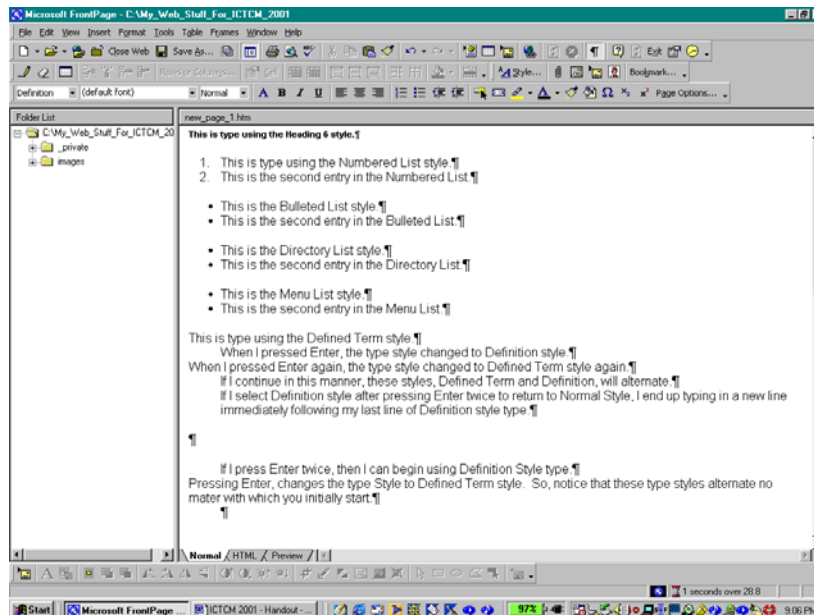 Microsoft FrontPage - C:\My_Web_Stuff_For_ICTCM_2001
File Edit View Insert Format Tools Table Frames Window Help
Close Web Save As... Exit
Rows or Columns... Cell Style... Bookmark...
Definition (default font) Normal A B I U Page Options...
Folder List
new_page_1.htm
C:\My_Web_Stuff_For_ICTCM_20
_private
images
This is type using the Heading 6 style.¶
1. This is type using the Numbered List style.¶
2. This is the second entry in the Numbered List.¶
• This is the Bulleted List style.¶
• This is the second entry in the Bulleted List.¶
• This is the Directory List style.¶
• This is the second entry in the Directory List.¶
• This is the Menu List style.¶
• This is the second entry in the Menu List.¶
This is type using the Defined Term style.¶
When I pressed Enter, the type style changed to Definition style.¶
When I pressed Enter again, the type style changed to Defined Term style again.¶
If I continue in this manner, these styles, Defined Term and Definition, will alternate.¶
If I select Definition style after pressing Enter twice to return to Normal Style, I end up typing in a new line
immediately following my last line of Definition style type.¶
¶
If I press Enter twice, then I can begin using Definition Style type.¶
Pressing Enter, changes the type Style to Defined Term style. So, notice that these type styles alternate no
mater with which you initially start.¶
¶
Normal HTML Preview
1 seconds over 28.8
Start Microsoft FrontPage ... ICTCM 2001 - Handout - ... 97% 9:06 PM